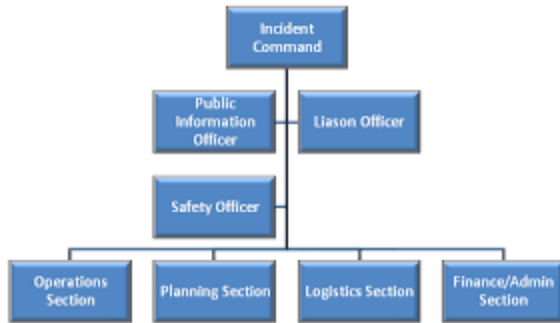 Incident
Command
Public
Information
Officer
Liason Officer
Safety Officer
Operations
Section
Planning Section
Logistics Section
Finance/Admin
Section